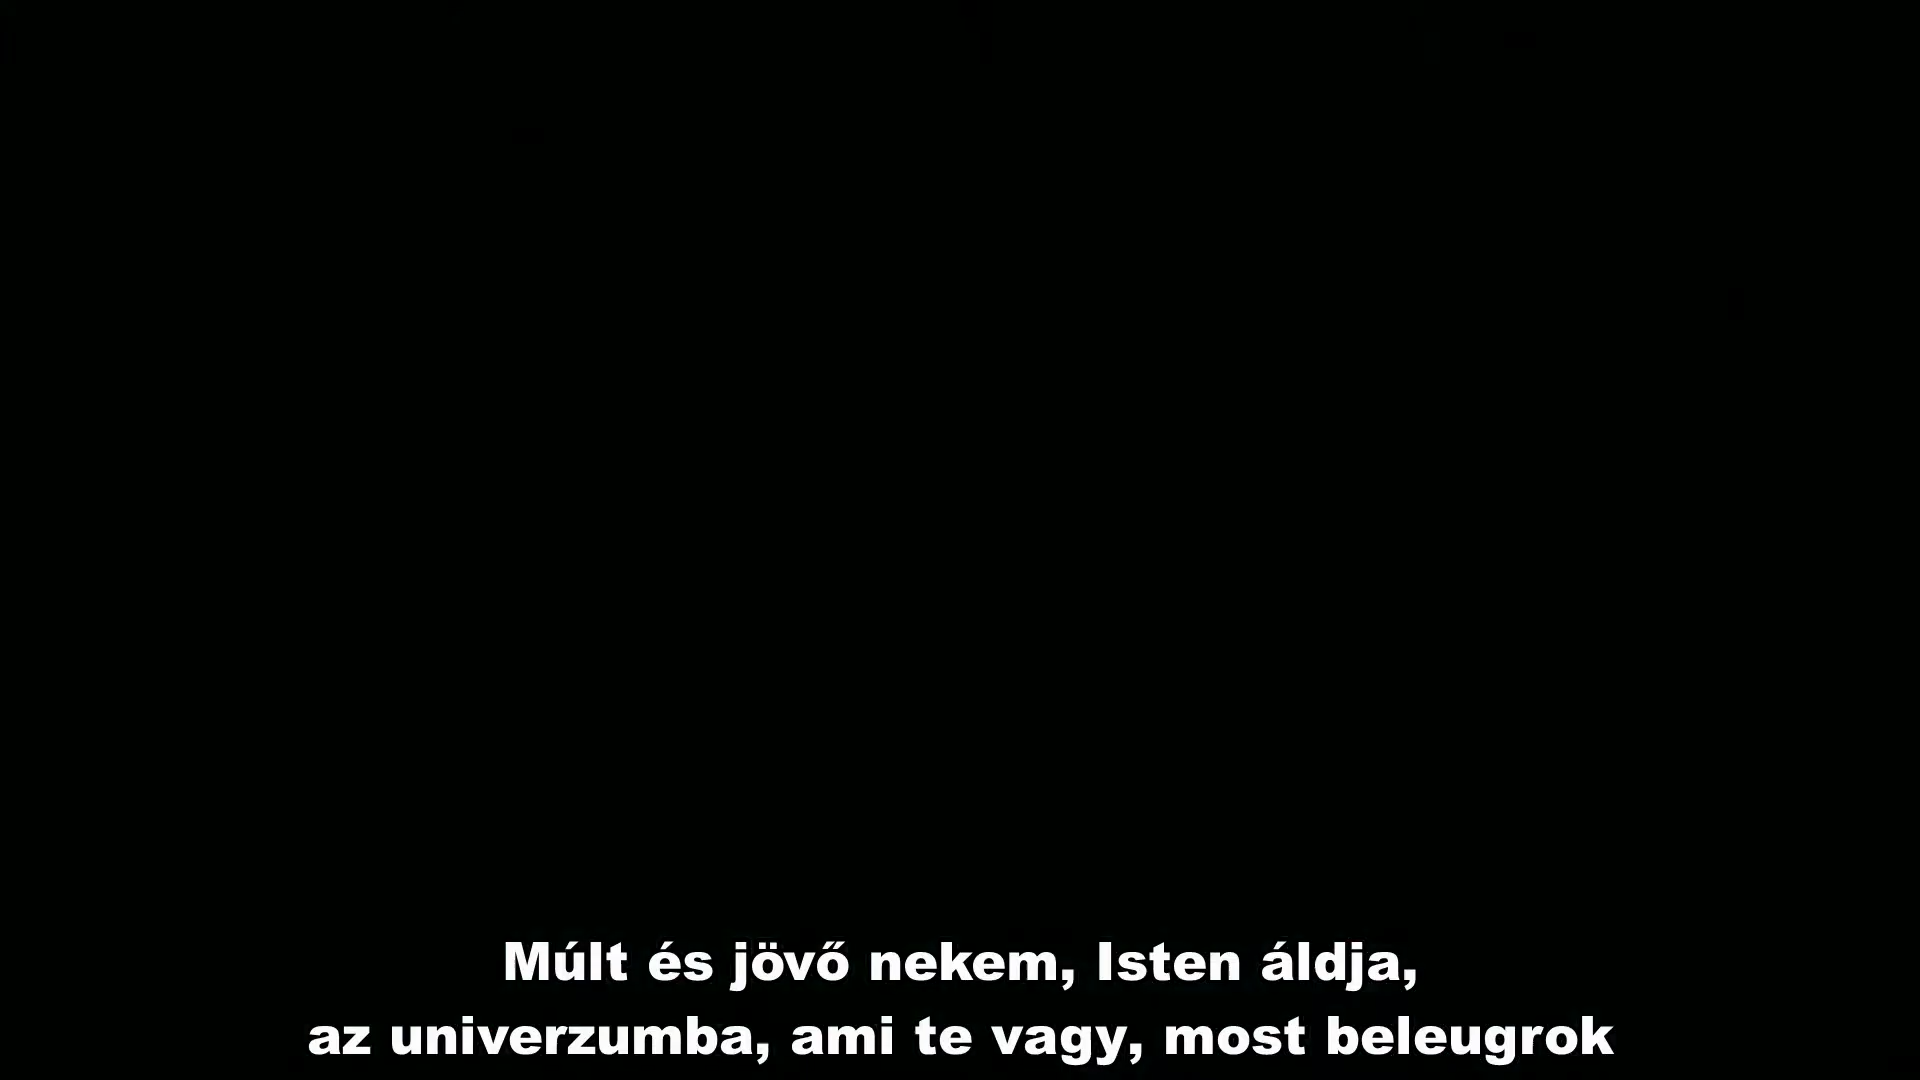 Múlt és jövő nekem, Isten áldja,
az univerzumba, ami te vagy, most beleugrok